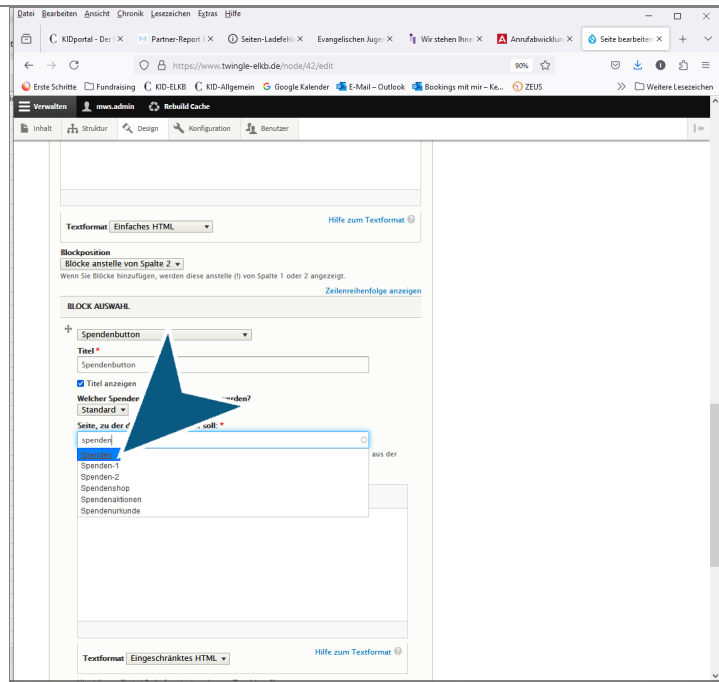 Datei Bearbeiten Ansicht Chronik Lesezeichen Extras Hilfe
KIDportal - Der S Partner-Report Seiten-Ladefehle Evangelischen Juge Wir stehen Ihne Anrufabwicklun Seite bearbeiten
https://www.twingle-elkb.de/node/42/edit 90%
Erste Schritte Fundraising KID-ELKB KID-Allgemein Google Kalender E-Mail – Outlook Bookings mit mir – Ke... ZEUS Weitere Lesezeichen
Verwalten mws.admin Rebuild Cache
Inhalt Struktur Design Konfiguration Benutzer
Hilfe zum Textformat
Textformat Einfaches HTML
Blockposition
Blöcke anstelle von Spalte 2
Wenn Sie Blöcke hinzufügen, werden diese anstelle (!) von Spalte 1 oder 2 angezeigt.
Zeilenreihenfolge anzeigen
BLOCK AUSWAHL
Spendenbutton
Titel *
Spendenbutton
Titel anzeigen
Welcher Spenden
Standard
Seite, zu der soll: *
spenden
aus der
Spenden
Spenden-1
Spenden-2
Spendenshop
Spendenaktionen
Spendenurkunde
Hilfe zum Textformat
Textformat Eingeschränktes HTML